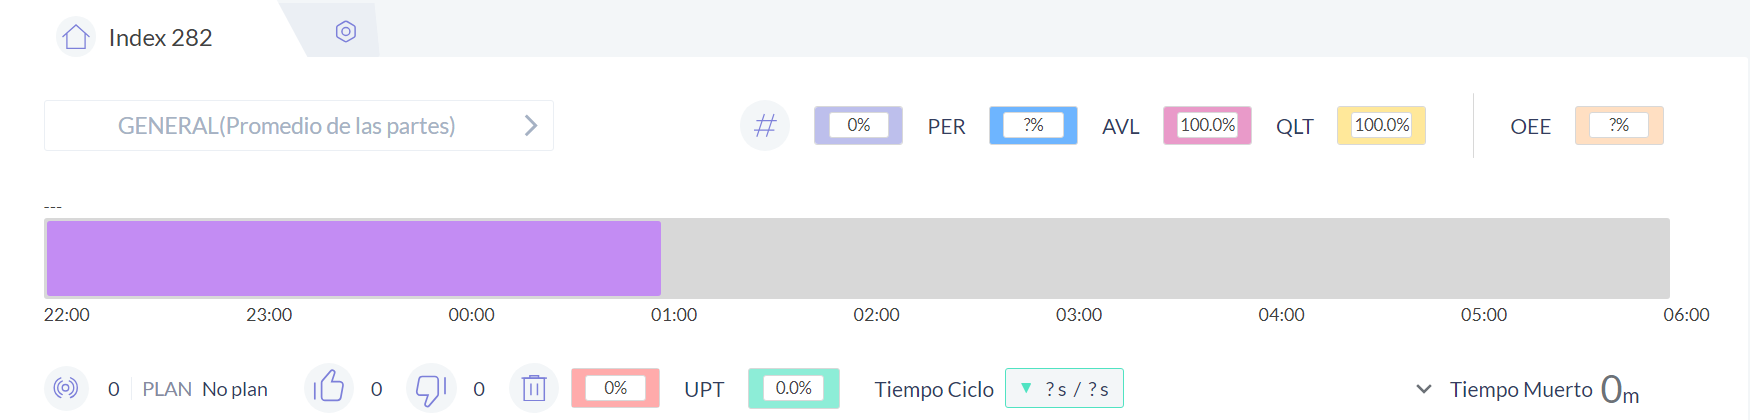 Index 282
GENERAL(Promedio de las partes)
# 0% PER ?% AVL 100.0% QLT 100.0% OEE ?%
---
22:00 23:00 00:00 01:00 02:00 03:00 04:00 05:00 06:00
0 PLAN No plan 0 0 0% UPT 0.0% Tiempo Ciclo ▼ ?s / ?s Tiempo Muerto 0m